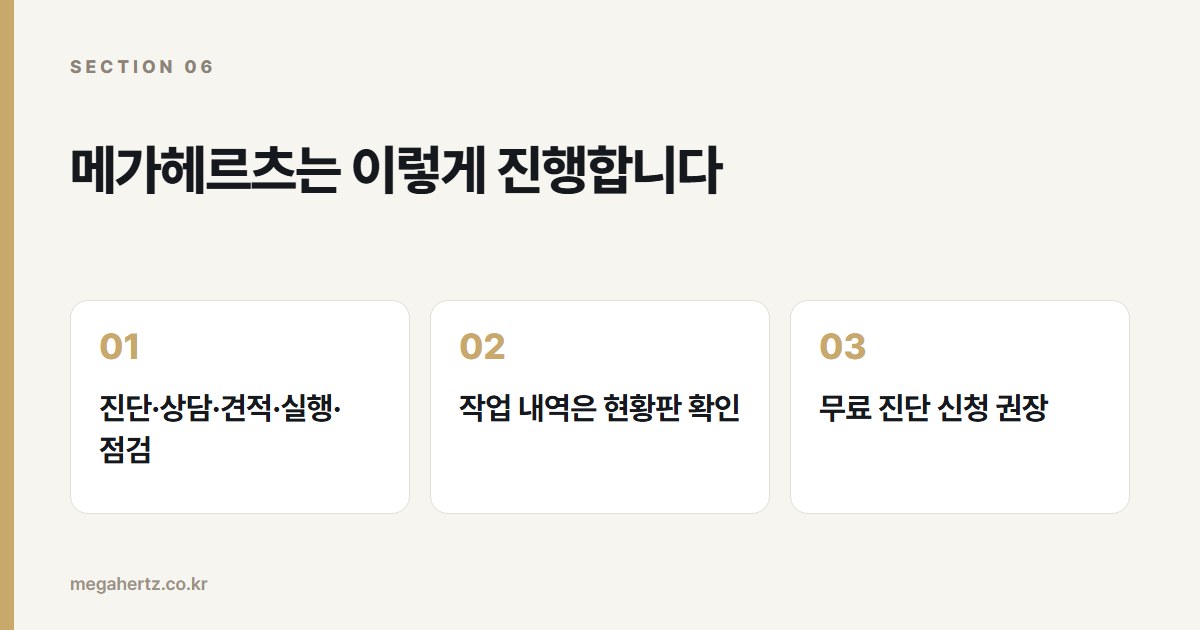 SECTION 06
메가헤르츠는 이렇게 진행합니다
01
진단·상담·견적·실행·
점검
02
작업 내역은 현황판 확인
03
무료 진단 신청 권장
megahertz.co.kr